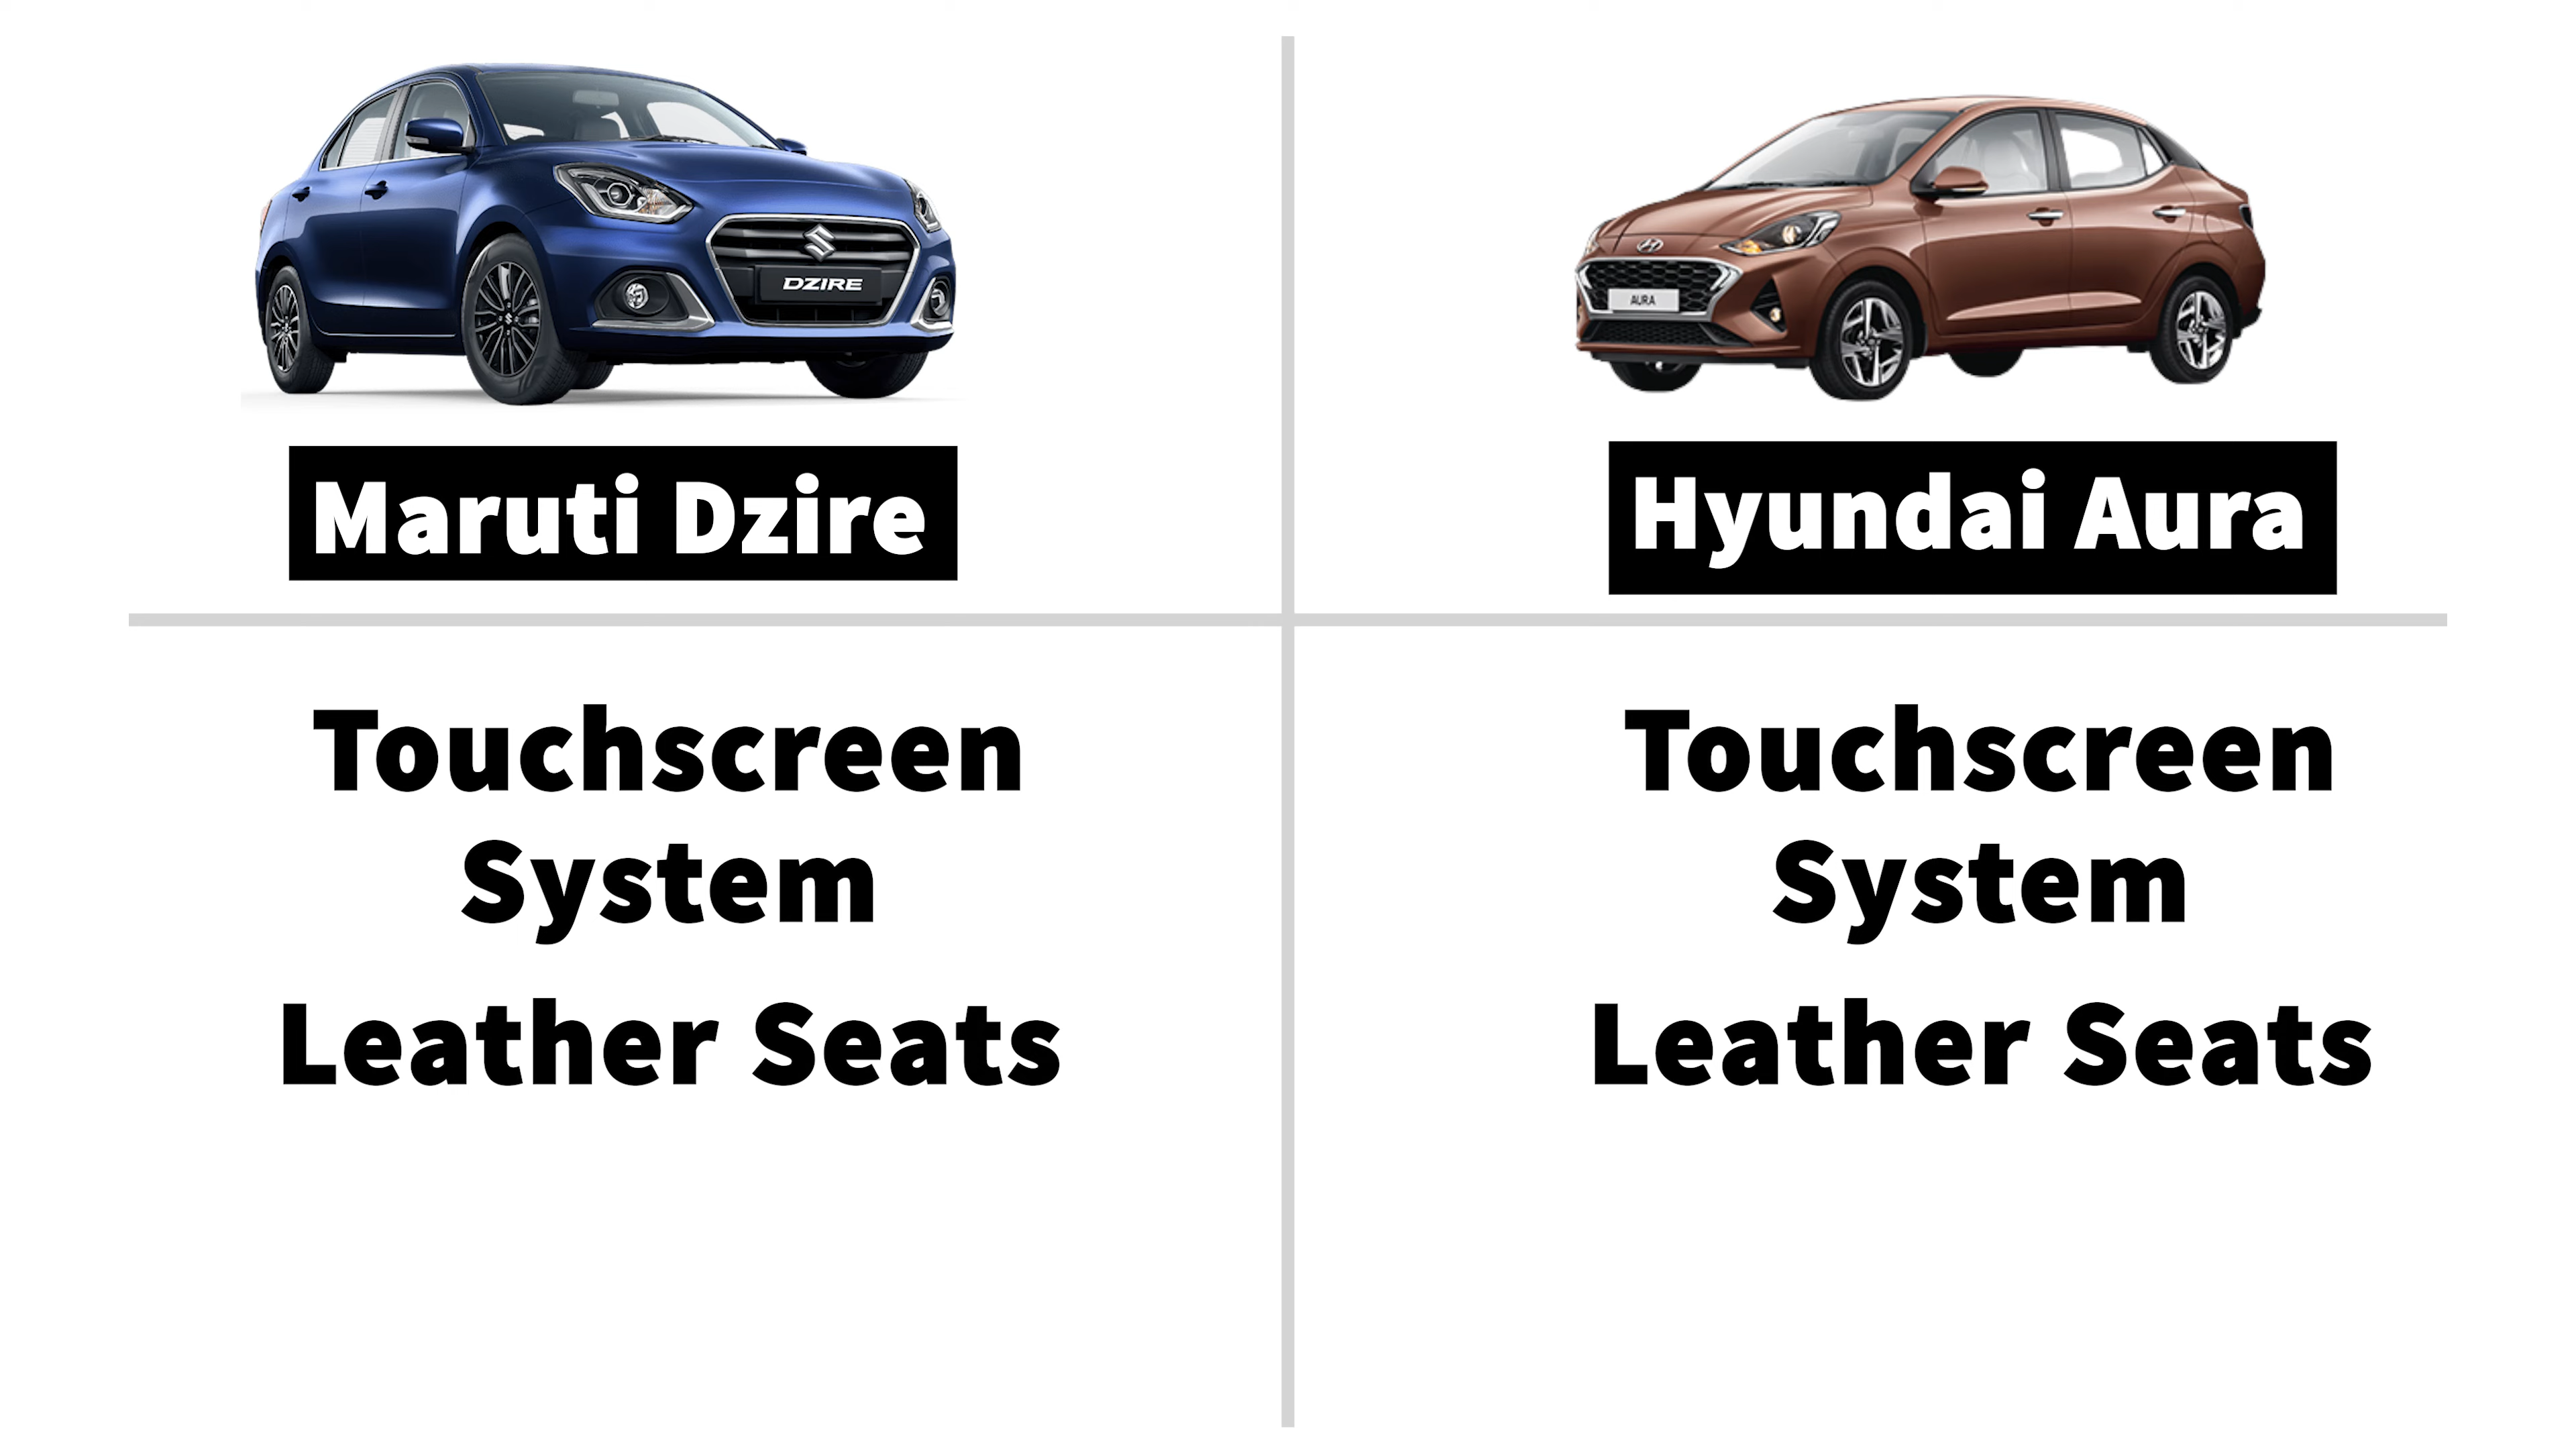 DZIRE
AURA
Maruti Dzire
Hyundai Aura
Touchscreen
System
Leather Seats
Touchscreen
System
Leather Seats